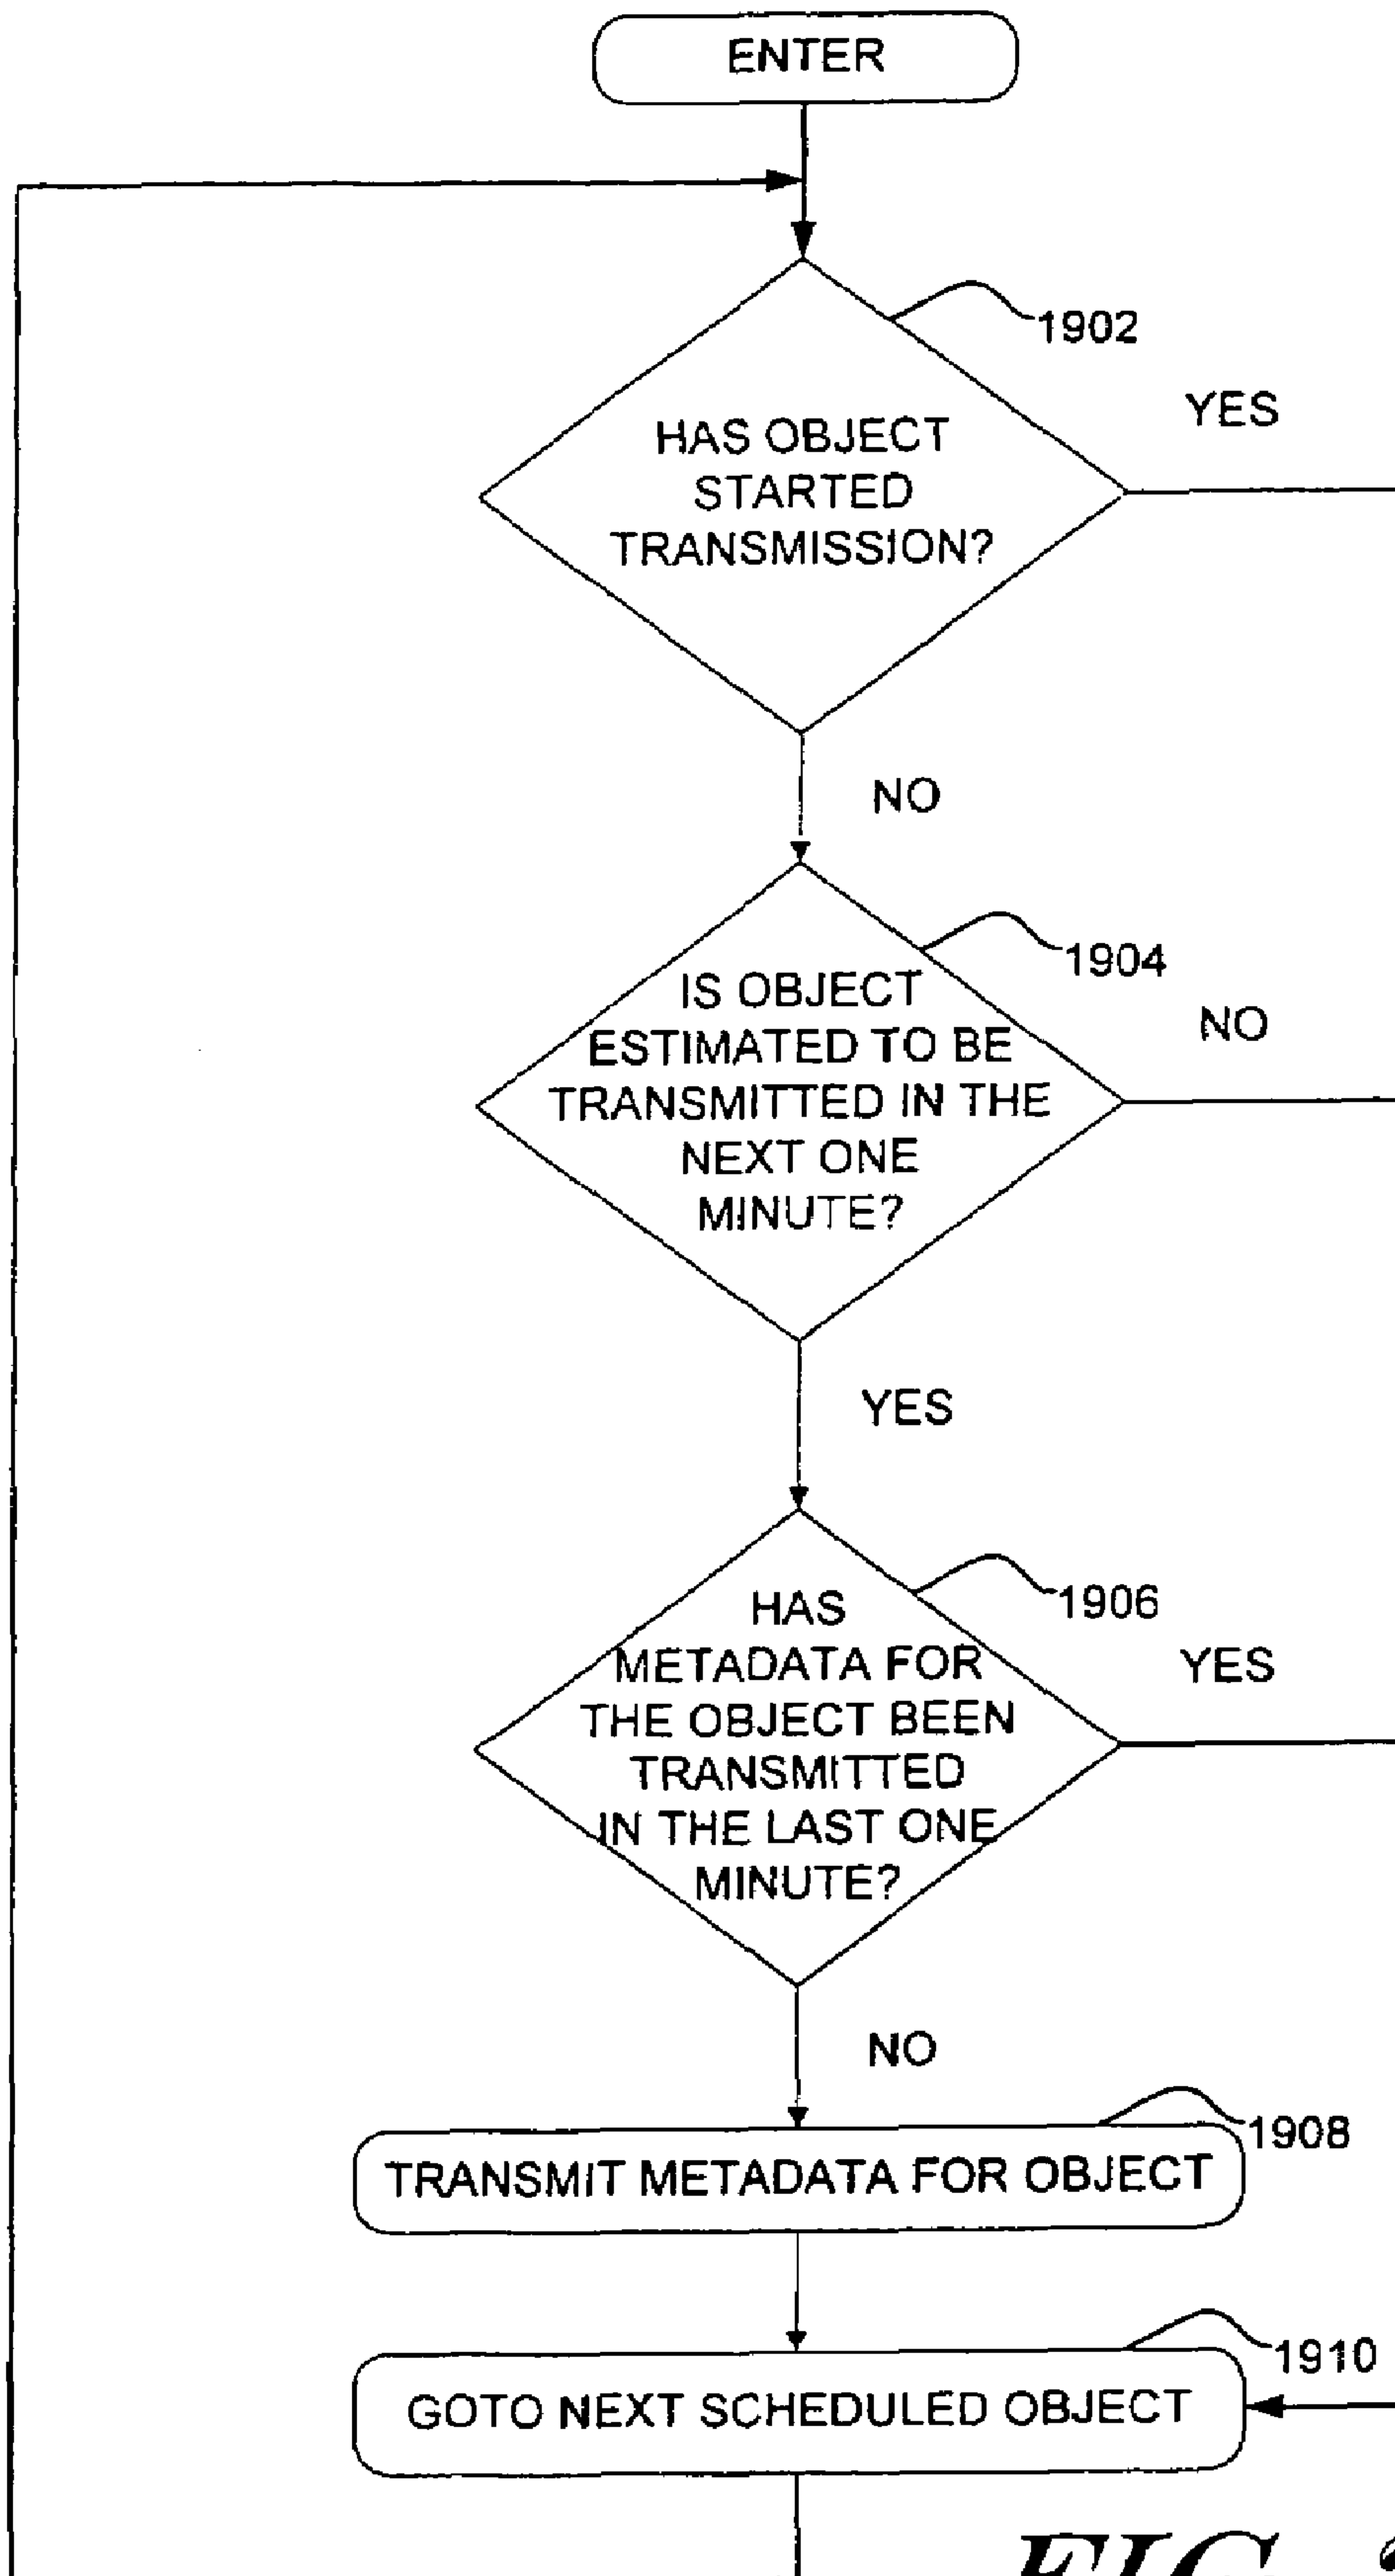 ENTER
1902
YES
HAS OBJECT
STARTED
TRANSMISSION?
NO
1904
NO
IS OBJECT
ESTIMATED TO BE
TRANSMITTED IN THE
NEXT ONE
MINUTE?
YES
1906
YES
HAS
METADATA FOR
THE OBJECT BEEN
TRANSMITTED
IN THE LAST ONE
MINUTE?
NO
1908
TRANSMIT METADATA FOR OBJECT
1910
GOTO NEXT SCHEDULED OBJECT
FIG.